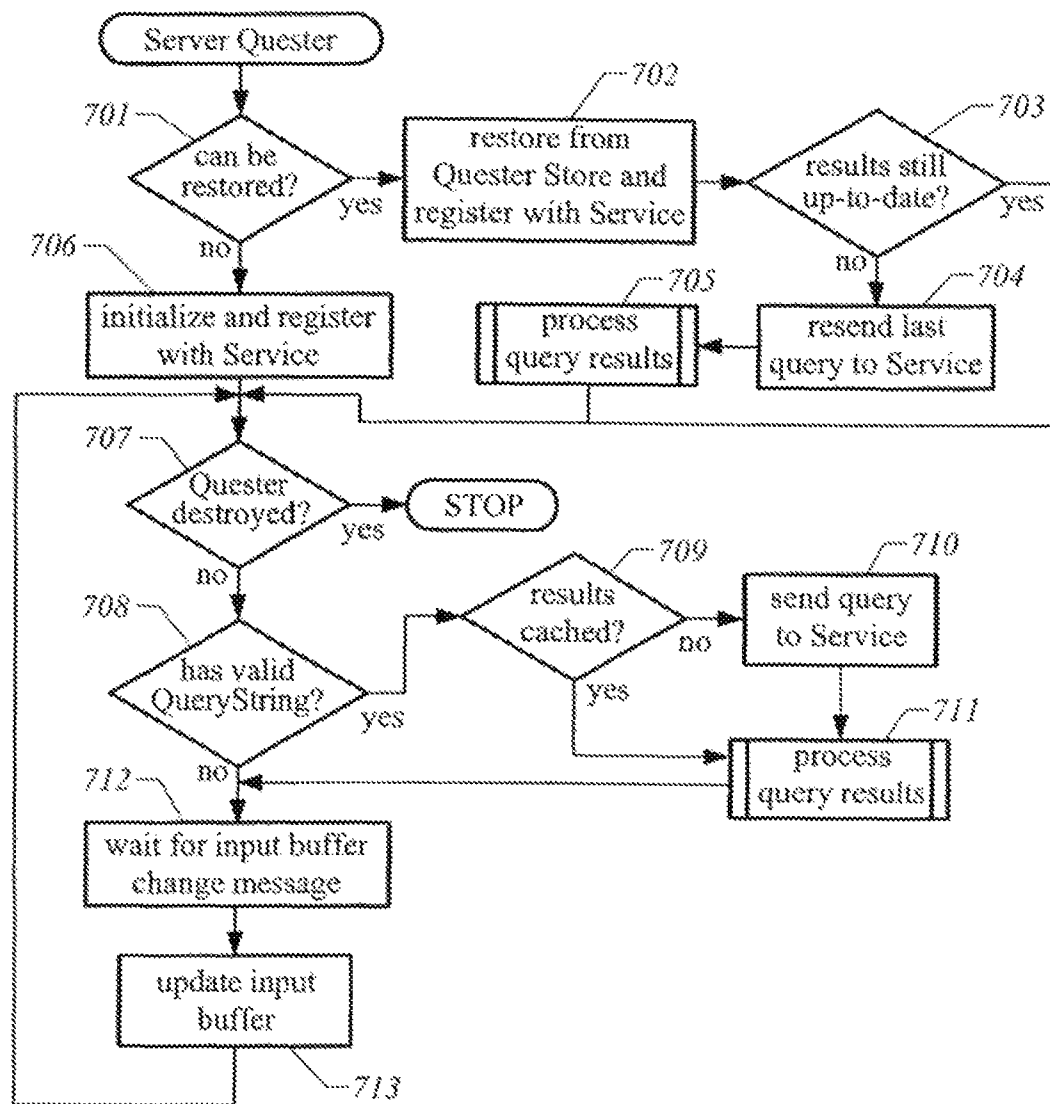 Server Quester
701
can be
restored?
yes
no
702
restore from
Quester Store and
register with Service
703
results still
up-to-date?
yes
no
704
resend last
query to Service
705
process
query results
706
initialize and register
with Service
707
Quester
destroyed?
yes
no
STOP
708
has valid
QueryString?
yes
no
709
results
cached?
no
yes
710
send query
to Service
711
process
query results
712
wait for input buffer
change message
update input
buffer
713